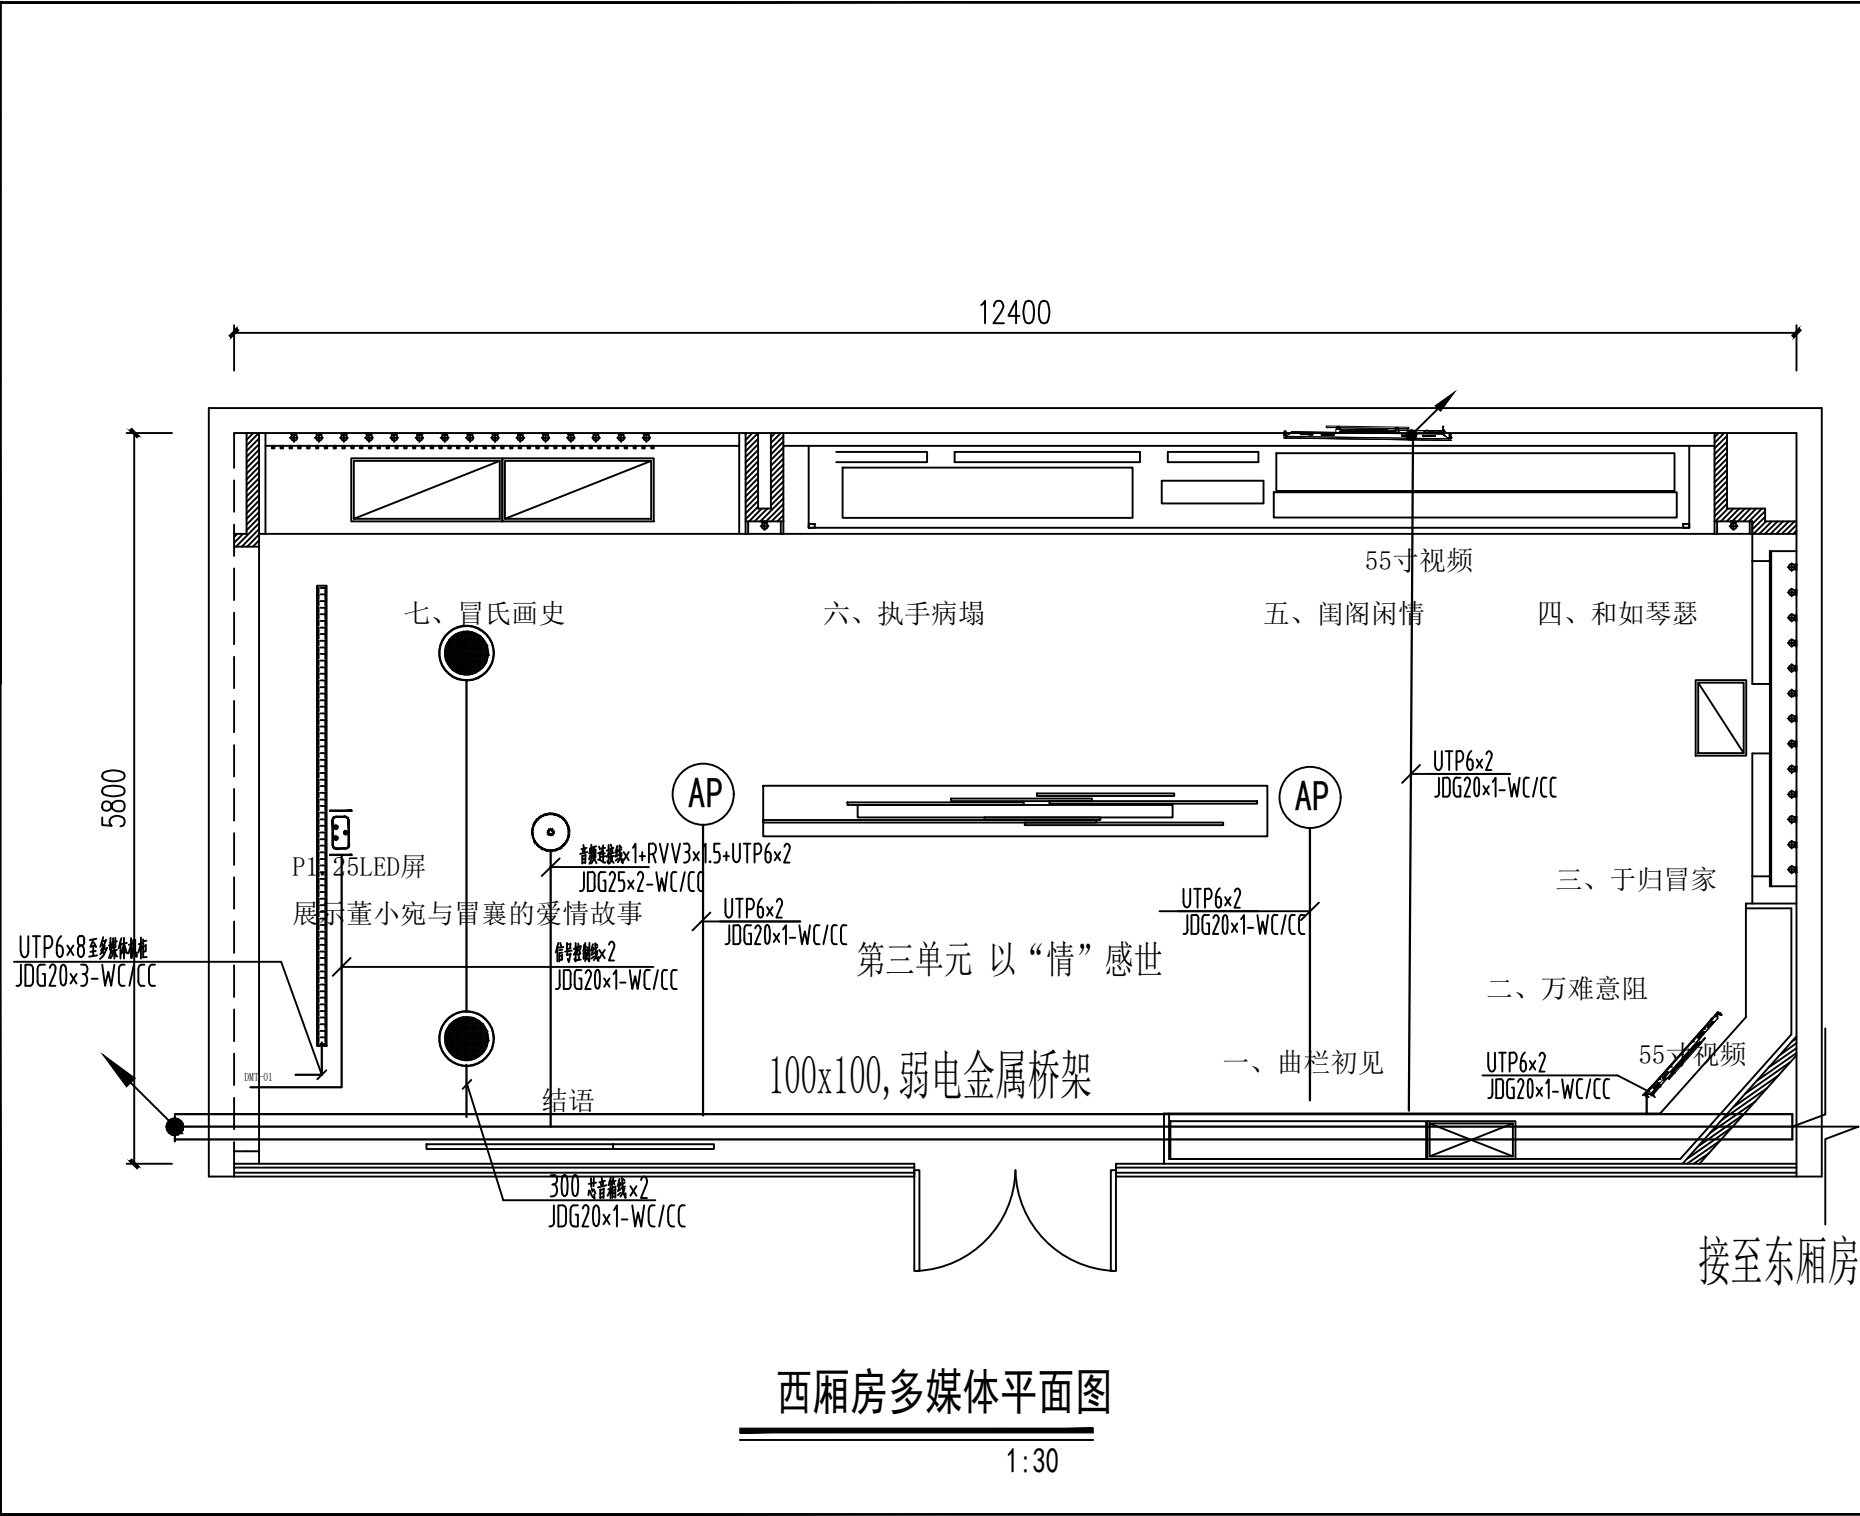 12400
5800
55寸视频
七、冒氏画史
六、执手病塌
五、闺阁闲情
四、和如琴瑟
UTP6×2
JDG20×1-WC/CC
AP
AP
P1.25LED屏
音频连接线×1+RVV3×1.5+UTP6×2
JDG25×2-WC/CC
三、于归冒家
展示董小宛与冒襄的爱情故事
UTP6×2
JDG20×1-WC/CC
UTP6×2
JDG20×1-WC/CC
UTP6×8至多媒体机柜
JDG20×3-WC/CC
信号控制线×2
JDG20×1-WC/CC
第三单元 以“情”感世
二、万难意阻
DMT-01
100x100,弱电金属桥架
一、曲栏初见
UTP6×2
JDG20×1-WC/CC
55寸视频
结语
300 芯音箱线×2
JDG20×1-WC/CC
接至东厢房
西厢房多媒体平面图
1:30